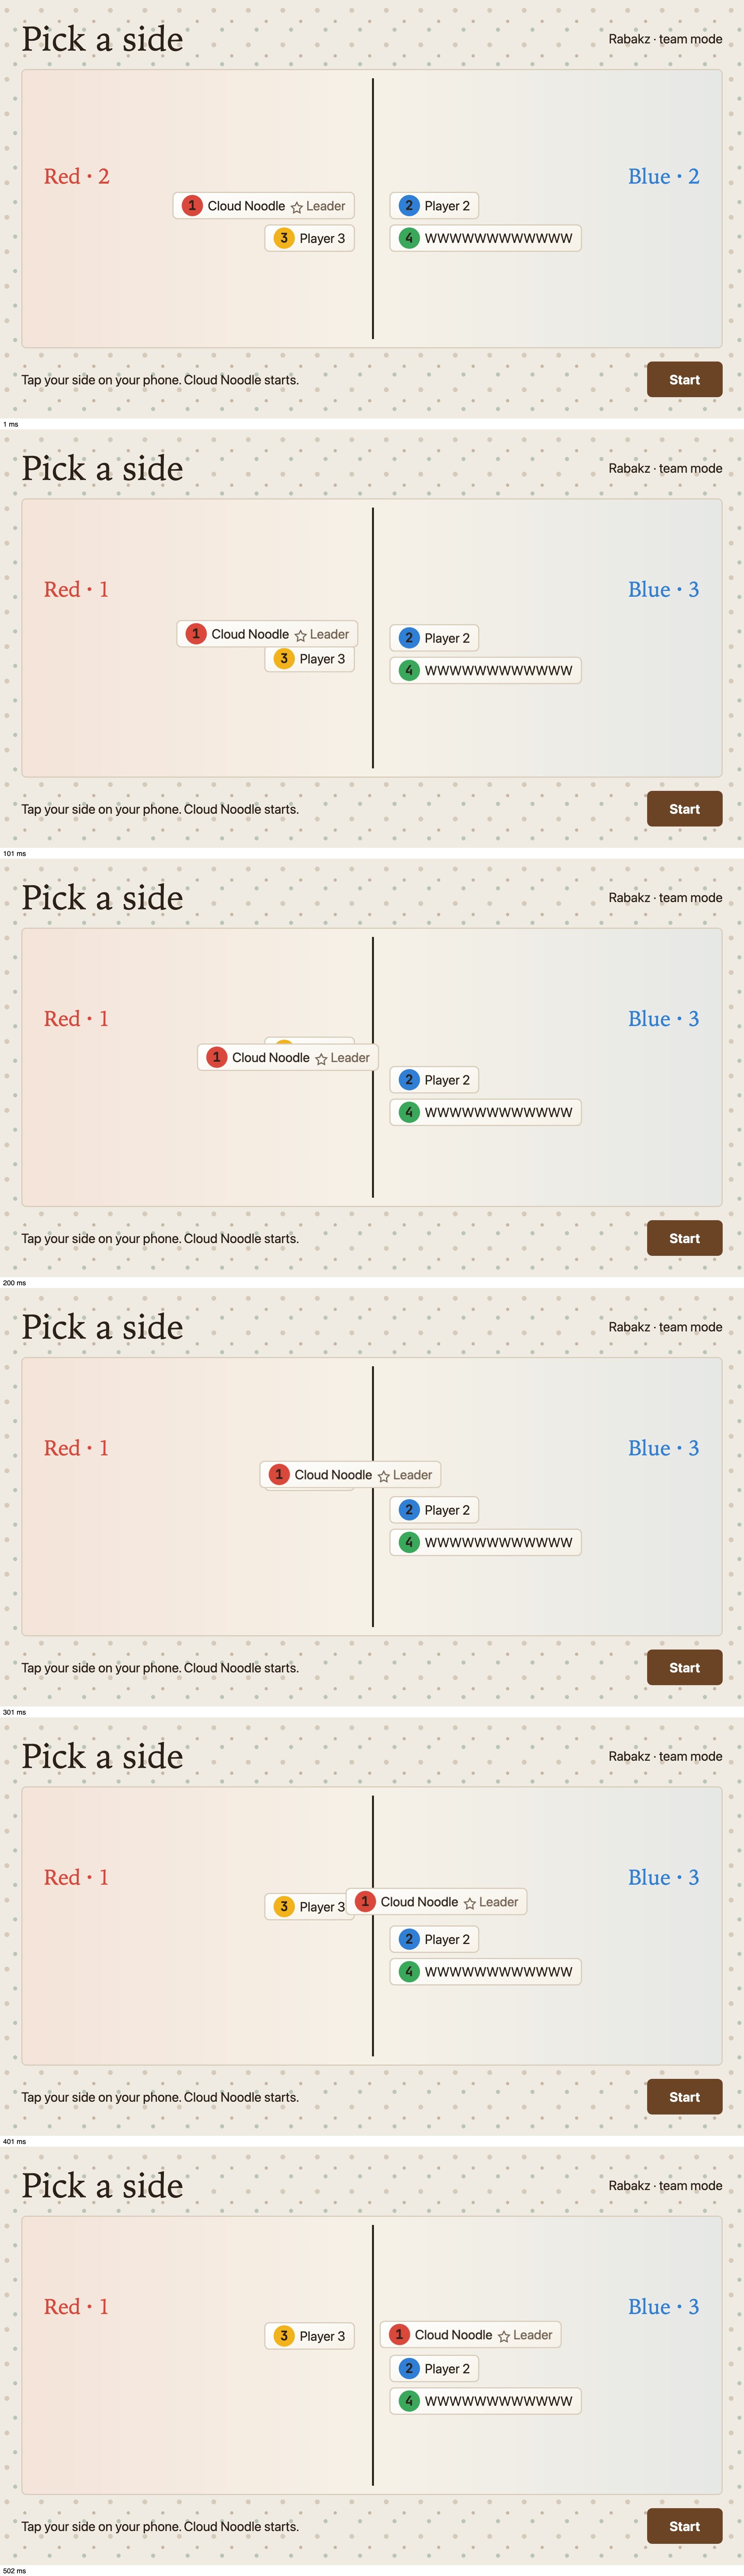 Pick a side
Rabakz · team mode
Red · 2
Blue · 2
1 Cloud Noodle ☆ Leader
2 Player 2
3 Player 3
4 WWWWWWWWWWWW
Tap your side on your phone. Cloud Noodle starts.
Start
1 ms
Pick a side
Rabakz · team mode
Red · 1
Blue · 3
1 Cloud Noodle ☆ Leader
2 Player 2
3 Player 3
4 WWWWWWWWWWWW
Tap your side on your phone. Cloud Noodle starts.
Start
101 ms
Pick a side
Rabakz · team mode
Red · 1
Blue · 3
1 Cloud Noodle ☆ Leader
2 Player 2
4 WWWWWWWWWWWW
Tap your side on your phone. Cloud Noodle starts.
Start
200 ms
Pick a side
Rabakz · team mode
Red · 1
Blue · 3
1 Cloud Noodle ☆ Leader
2 Player 2
4 WWWWWWWWWWWW
Tap your side on your phone. Cloud Noodle starts.
Start
301 ms
Pick a side
Rabakz · team mode
Red · 1
Blue · 3
3 Player 3
1 Cloud Noodle ☆ Leader
2 Player 2
4 WWWWWWWWWWWW
Tap your side on your phone. Cloud Noodle starts.
Start
401 ms
Pick a side
Rabakz · team mode
Red · 1
Blue · 3
3 Player 3
1 Cloud Noodle ☆ Leader
2 Player 2
4 WWWWWWWWWWWW
Tap your side on your phone. Cloud Noodle starts.
Start
502 ms